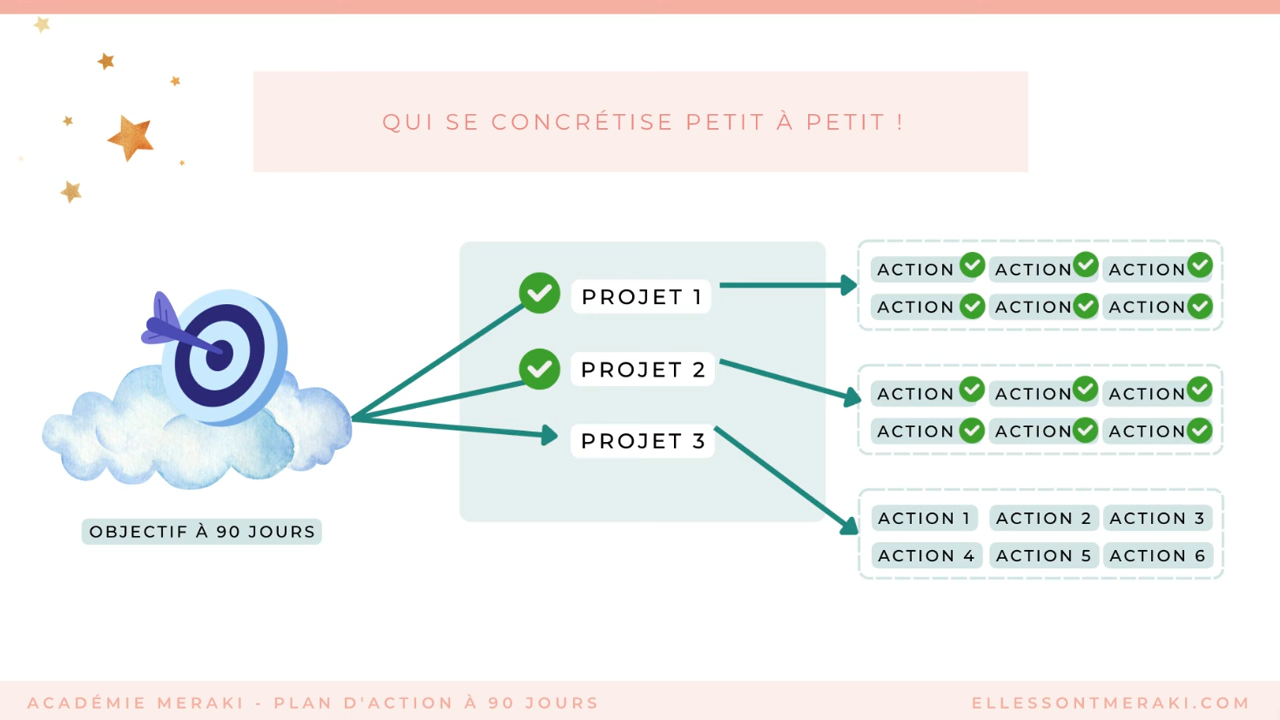 QUI SE CONCRÉTISE PETIT À PETIT !
PROJET 1
PROJET 2
PROJET 3
ACTION ACTION ACTION
ACTION ACTION ACTION
ACTION ACTION ACTION
ACTION ACTION ACTION
ACTION 1 ACTION 2 ACTION 3
ACTION 4 ACTION 5 ACTION 6
OBJECTIF À 90 JOURS
ACADÉMIE MERAKI - PLAN D'ACTION À 90 JOURS
ELLESSONTMERAKI.COM